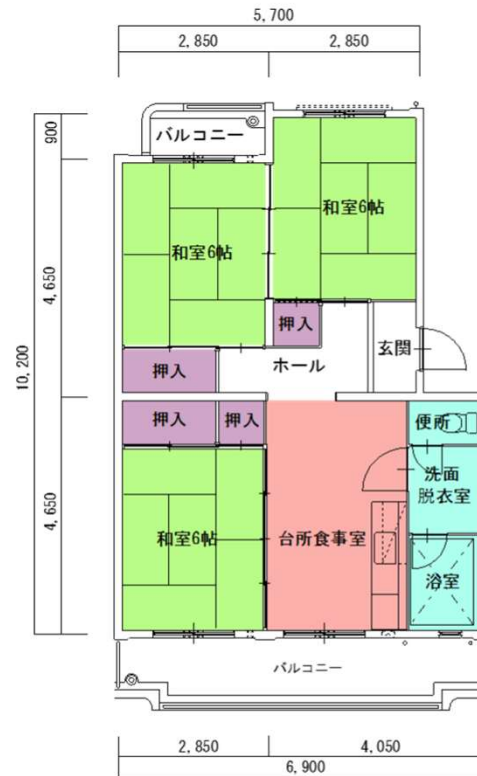 5,700
2,850
2,850
900
4,650
10,200
4,650
バルコニー
和室6帖
和室6帖
押入
玄関
ホール
押入
押入
押入
便所
洗面
脱衣室
和室6帖
台所食事室
浴室
バルコニー
2,850
4,050
6,900